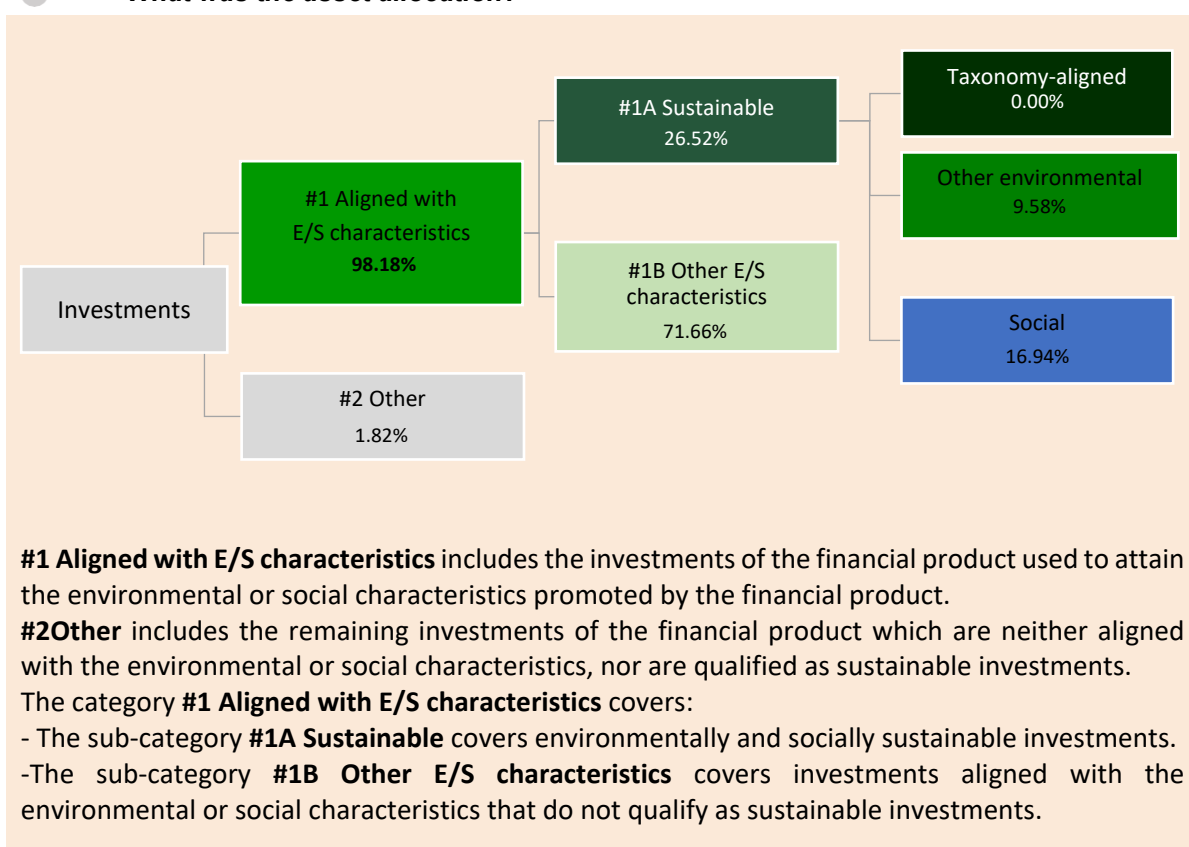 Investments
#1 Aligned with
E/S characteristics
98.18%
#2 Other
1.82%
#1A Sustainable
26.52%
#1B Other E/S
characteristics
71.66%
Taxonomy-aligned
0.00%
Other environmental
9.58%
Social
16.94%
#1 Aligned with E/S characteristics includes the investments of the financial product used to attain
the environmental or social characteristics promoted by the financial product.
#2Other includes the remaining investments of the financial product which are neither aligned
with the environmental or social characteristics, nor are qualified as sustainable investments.
The category #1 Aligned with E/S characteristics covers:
- The sub-category #1A Sustainable covers environmentally and socially sustainable investments.
-The sub-category #1B Other E/S characteristics covers investments aligned with the
environmental or social characteristics that do not qualify as sustainable investments.